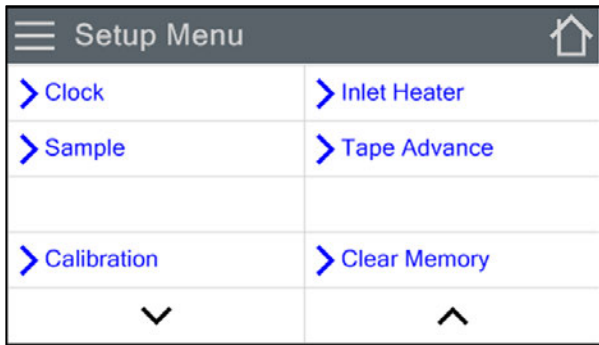 Setup Menu
Clock
Inlet Heater
Sample
Tape Advance
Calibration
Clear Memory